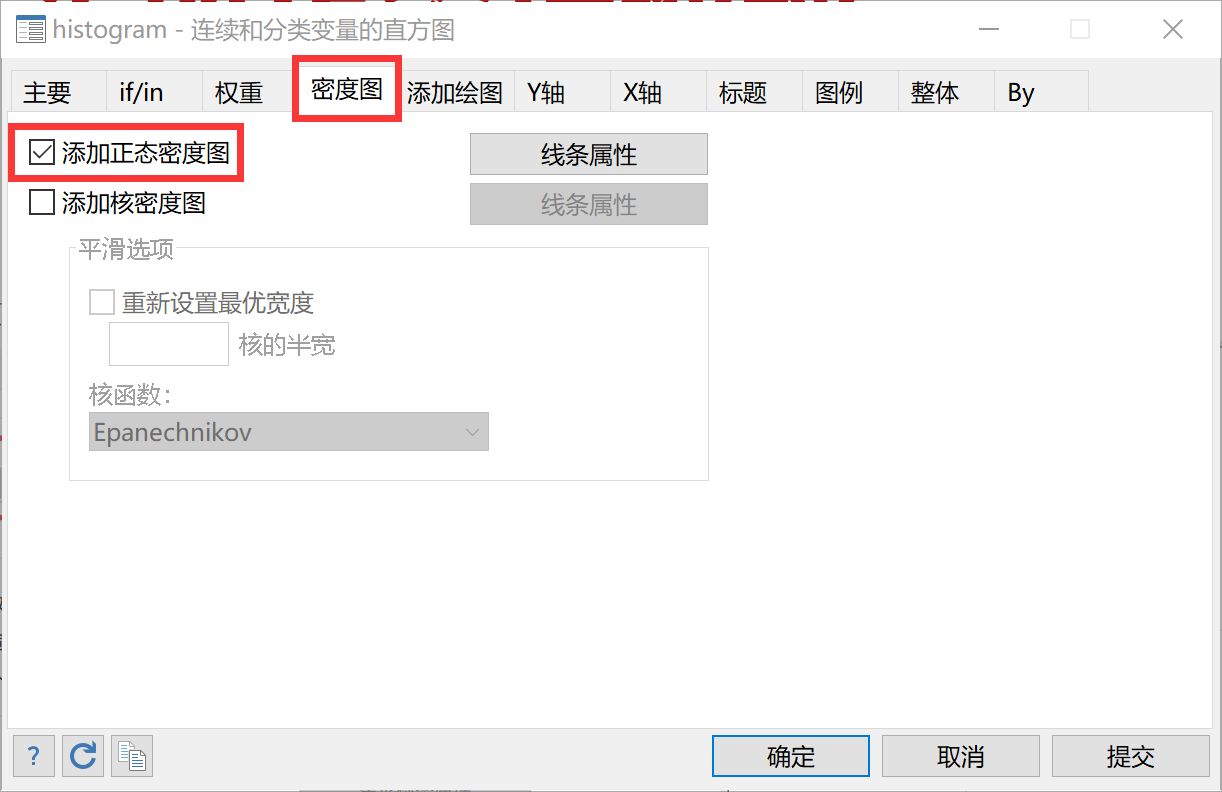 histogram - 连续和分类变量的直方图
主要 if/in 权重 密度图 添加绘图 Y轴 X轴 标题 图例 整体 By
添加正态密度图 线条属性
添加核密度图 线条属性
平滑选项
重新设置最优宽度
核的半宽
核函数：
Epanechnikov
? 确定 取消 提交